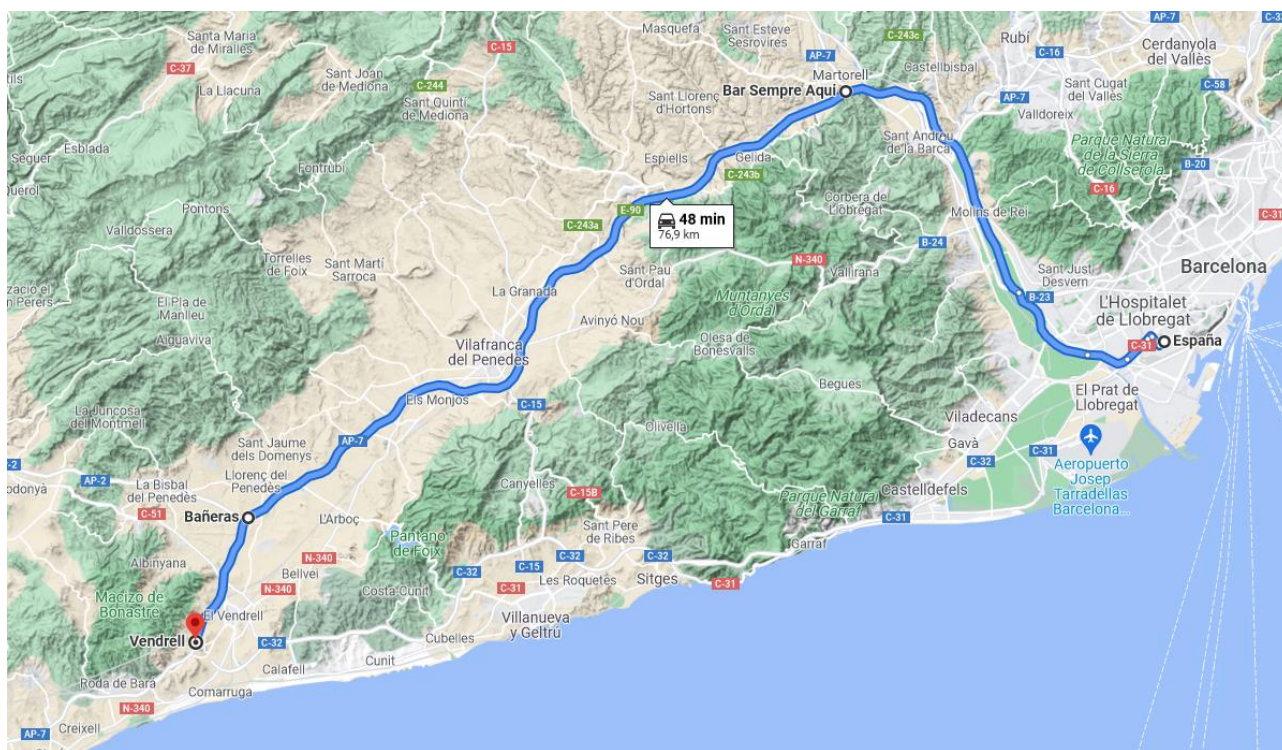 Santa Maria
de Miralles
C-37
La Llacuna
Sant Joan
de Mediona
C-244
Sant Quintí
de Mediona
C-15
Masquefa
Sant Esteve
Sesrovires
AP-7
C-243c
Martorell
Castellbisbal
Rubí
C-16
AP-7
Cerdanyola
del Vallès
Sant Cugat
del Vallès
C-58
AP-7
Valldoreix
Bar Sempre Aquí
Sant Llorenç
d'Hortons
Sant Andreu
de la Barca
Parque Natural
de la Sierra
de Collserola
B-20
C-16
Seguer
Esblada
Querol
Fontrubí
Pontons
Valldossera
Espiells
Gelida
C-243b
E-90
C-243a
48 min
76,9 km
Corbera de
Llobregat
Molins de Rei
B-24
N-340
Vallirana
C-31
Barcelona
Torrelles
de Foix
Sant Martí
Sarroca
Sant Pau
d'Ordal
La Granada
Muntanyes
d'Ordal
Sant Just
Desvern
B-23
L'Hospitalet
de Llobregat
El Pla de
Manlleu
Aiguaviva
Avinyó Nou
Olesa de
Bonesvalls
C-31
España
Vilafranca
del Penedès
Begues
El Prat de
Llobregat
La Juncosa
del Montmell
Els Monjos
C-15
Olivella
Viladecans
Gavà
C-32
C-31
Aeropuerto
Josep
Tarradellas
Barcelona...
AP-7
Sant Jaume
dels Domenys
AP-2
La Bisbal
del Penedès
Llorenç del
Penedès
C-51
Bañeras
L'Arboç
Canyelles
C-15B
Parque Natural
del Garraf
Castelldefels
C-31
Garraf
Albinyana
N-340
Bellvei
N-340
Pantano
de Foix
Sant Pere
de Ribes
C-32
C-15
C-32
C-31
Les Roquetes
Sitges
C-31
Macizo de
Bonastre
El Vendrell
Vendrell
Costa-Cunit
Villanueva
y Geltrú
C-32
Calafell
Cunit
Cubelles
Roda de Bará
Comarruga
N-340
Creixell
AP-7